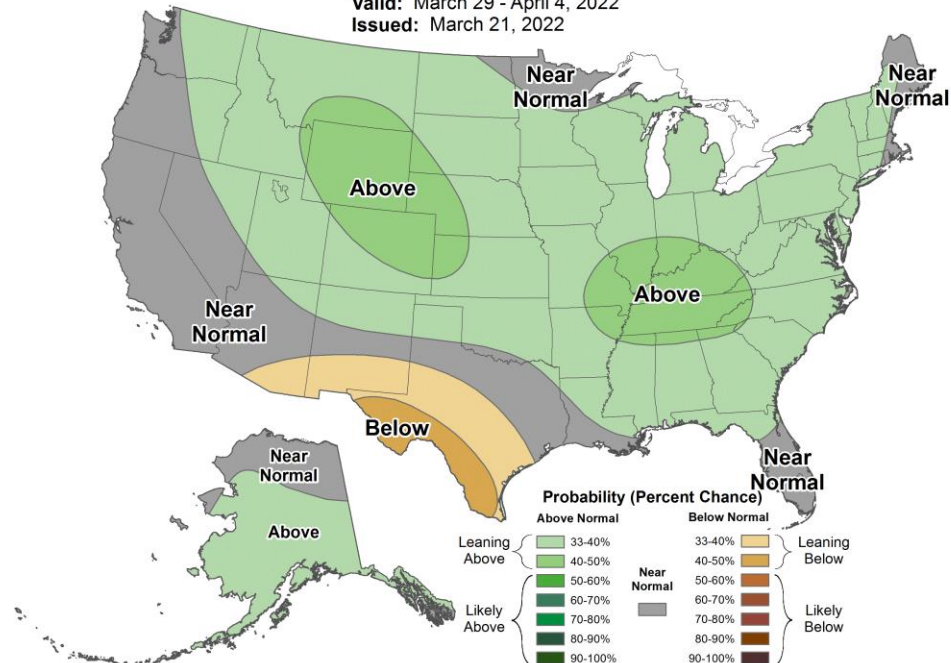 Valid: March 29 - April 4, 2022
Issued: March 21, 2022
Near
Normal
Near
Normal
Above
Above
Near
Normal
Below
Near
Normal
Near
Normal
Above
Probability (Percent Chance)
Above Normal
Below Normal
Leaning
Above
33-40%
40-50%
Likely
Above
50-60%
60-70%
70-80%
80-90%
90-100%
Near
Normal
33-40%
40-50%
Leaning
Below
50-60%
60-70%
70-80%
80-90%
90-100%
Likely
Below